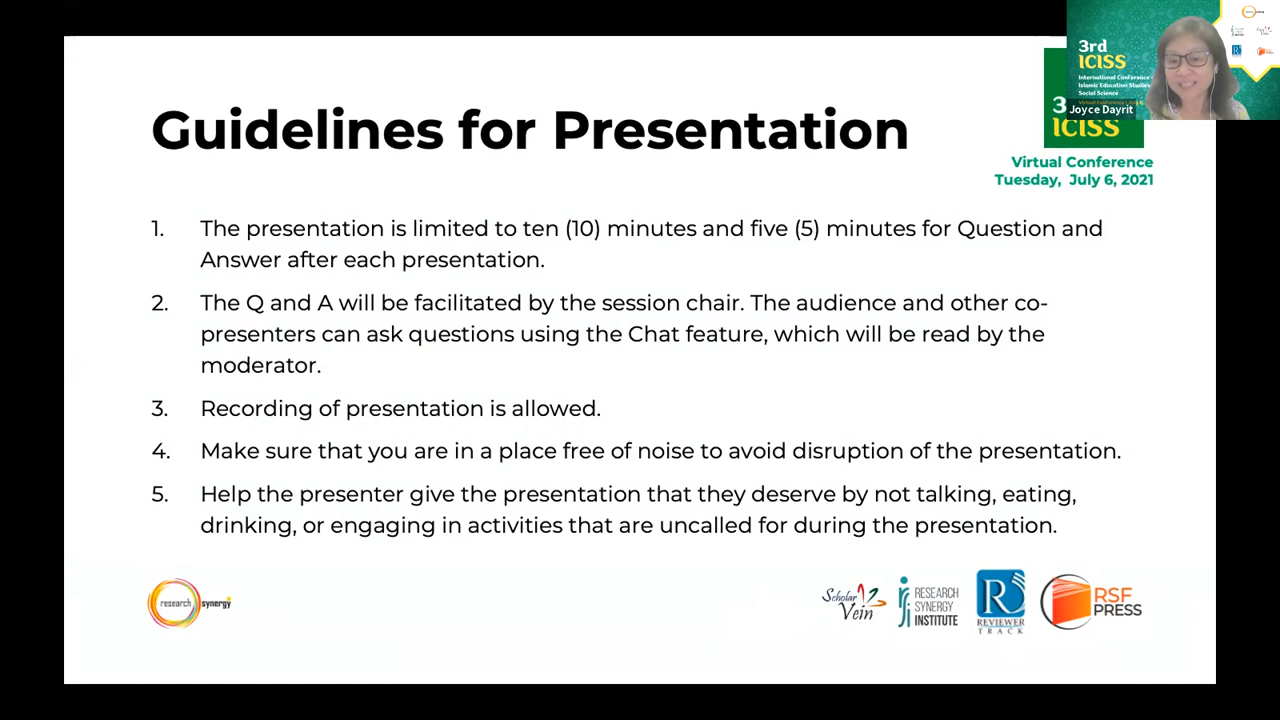 Guidelines for Presentation
3rd
ICISS
International Conference
Islamic Education Studies
Social Science
Joyce Dayrit
3
ICISS
Virtual Conference
Tuesday, July 6, 2021
1. The presentation is limited to ten (10) minutes and five (5) minutes for Question and
Answer after each presentation.
2. The Q and A will be facilitated by the session chair. The audience and other co-
presenters can ask questions using the Chat feature, which will be read by the
moderator.
3. Recording of presentation is allowed.
4. Make sure that you are in a place free of noise to avoid disruption of the presentation.
5. Help the presenter give the presentation that they deserve by not talking, eating,
drinking, or engaging in activities that are uncalled for during the presentation.
research synergy
Scholar
Vein
RESEARCH
SYNERGY
INSTITUTE
R
REVIEWER
TRACK
RSF
PRESS